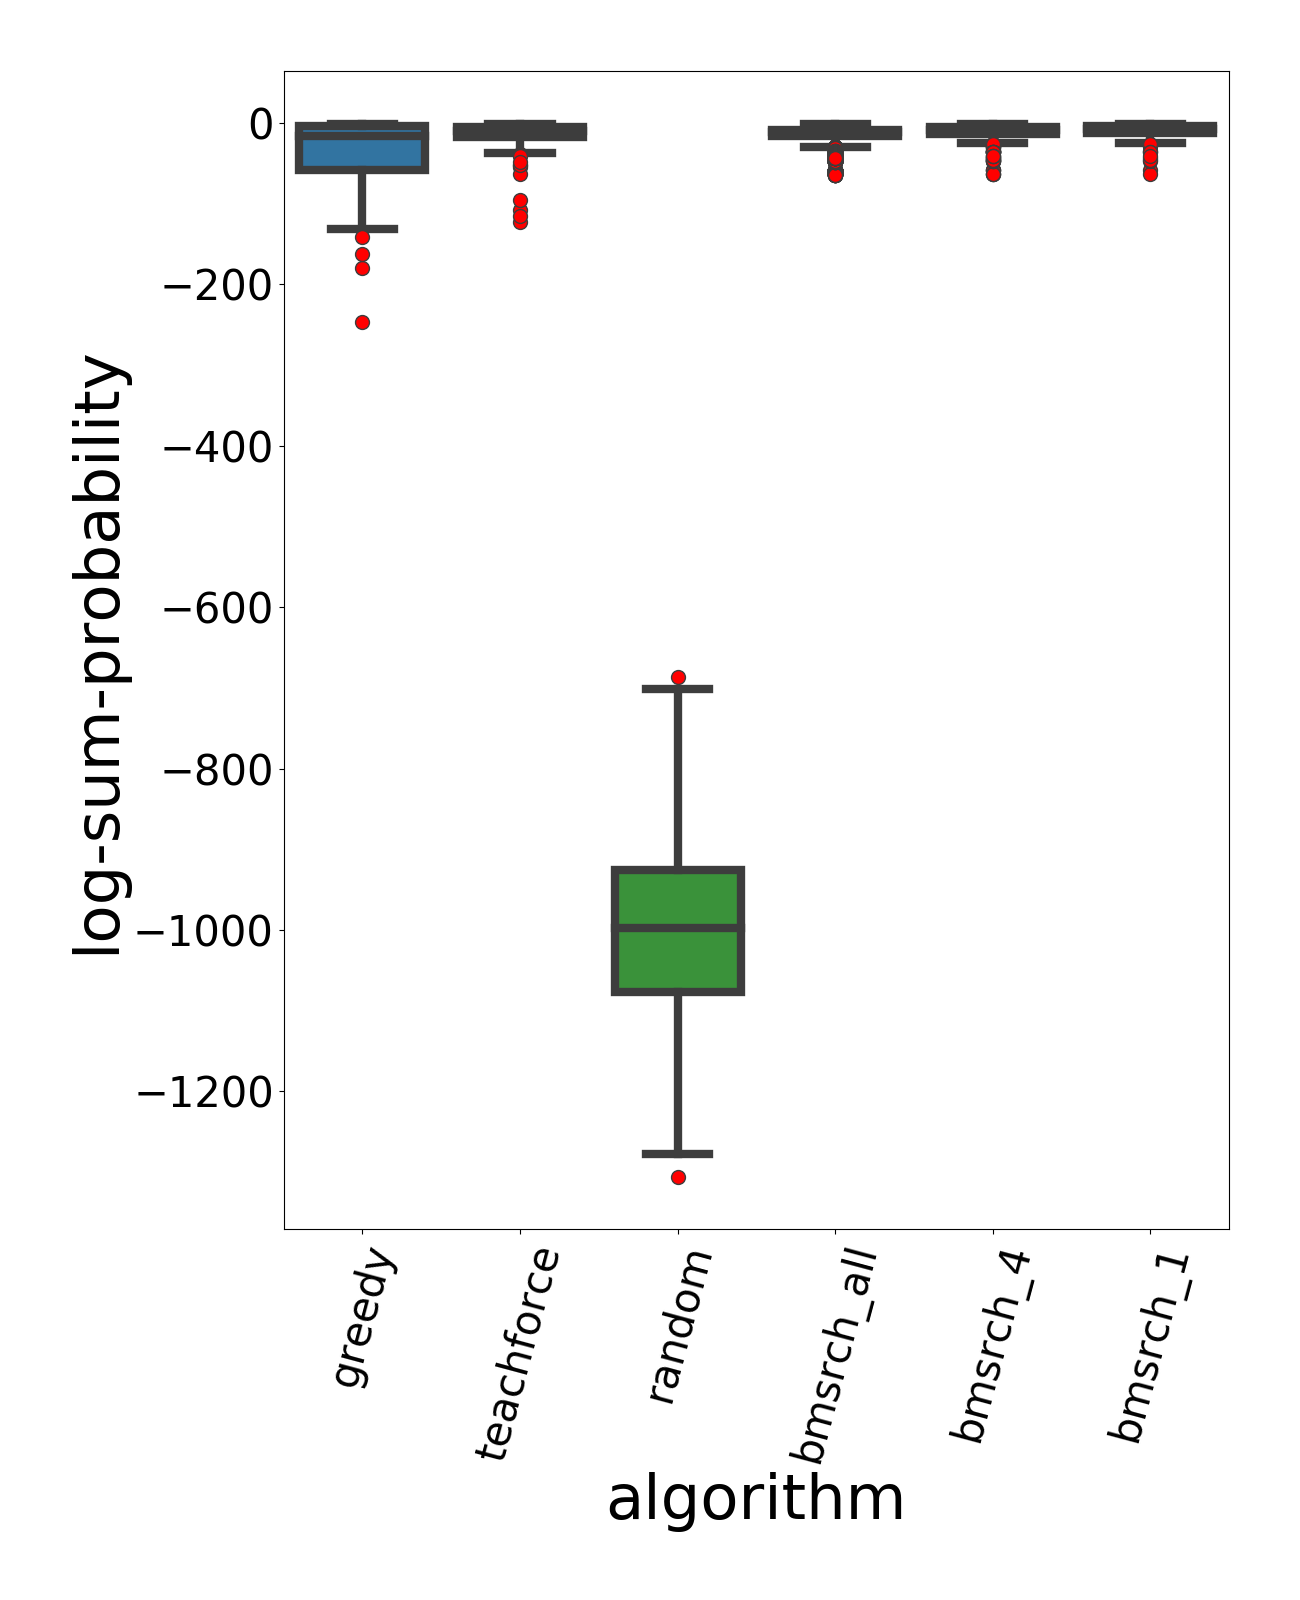 0
−200
−400
−600
−800
−1000
−1200
log-sum-probability
greedy
teachforce
random
bmsrch_all
bmsrch_4
bmsrch_1
algorithm